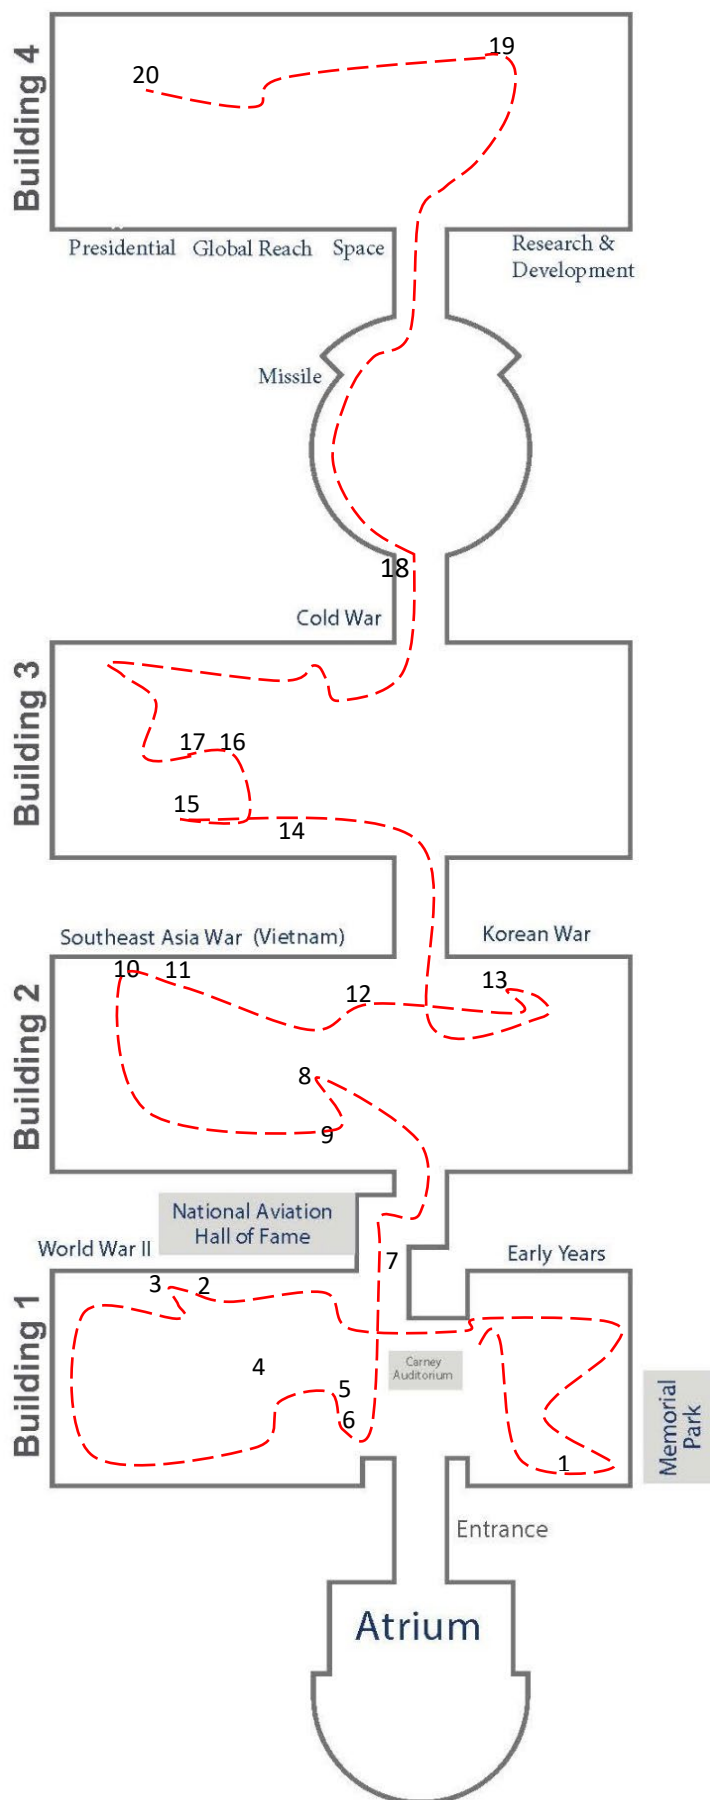 Building 4
19
20
Presidential
Global Reach
Space
Research &
Development
Missile
18
Cold War
Building 3
17
16
15
14
Southeast Asia War (Vietnam)
Korean War
Building 2
10
11
12
13
8
9
National Aviation
Hall of Fame
7
World War II
Early Years
Building 1
3
2
4
Carney
Auditorium
5
6
1
Memorial
Park
Entrance
Atrium